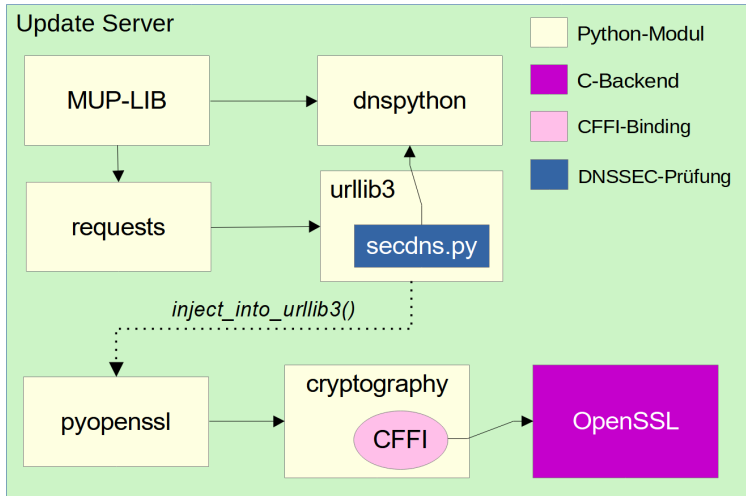 Update Server
MUP-LIB
dnspython
requests
urllib3
secdns.py
inject_into_urllib3()
pyopenssl
cryptography
CFFI
OpenSSL
Python-Modul
C-Backend
CFFI-Binding
DNSSEC-Prüfung